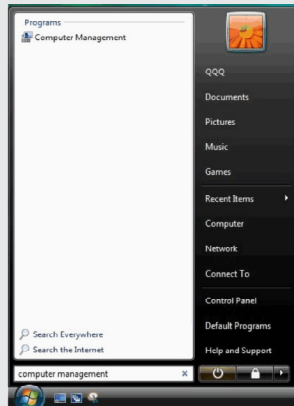 Programs
Computer Management
Search Everywhere
Search the Internet
computer management
QQQ
Documents
Pictures
Music
Games
Recent Items
Computer
Network
Connect To
Control Panel
Default Programs
Help and Support